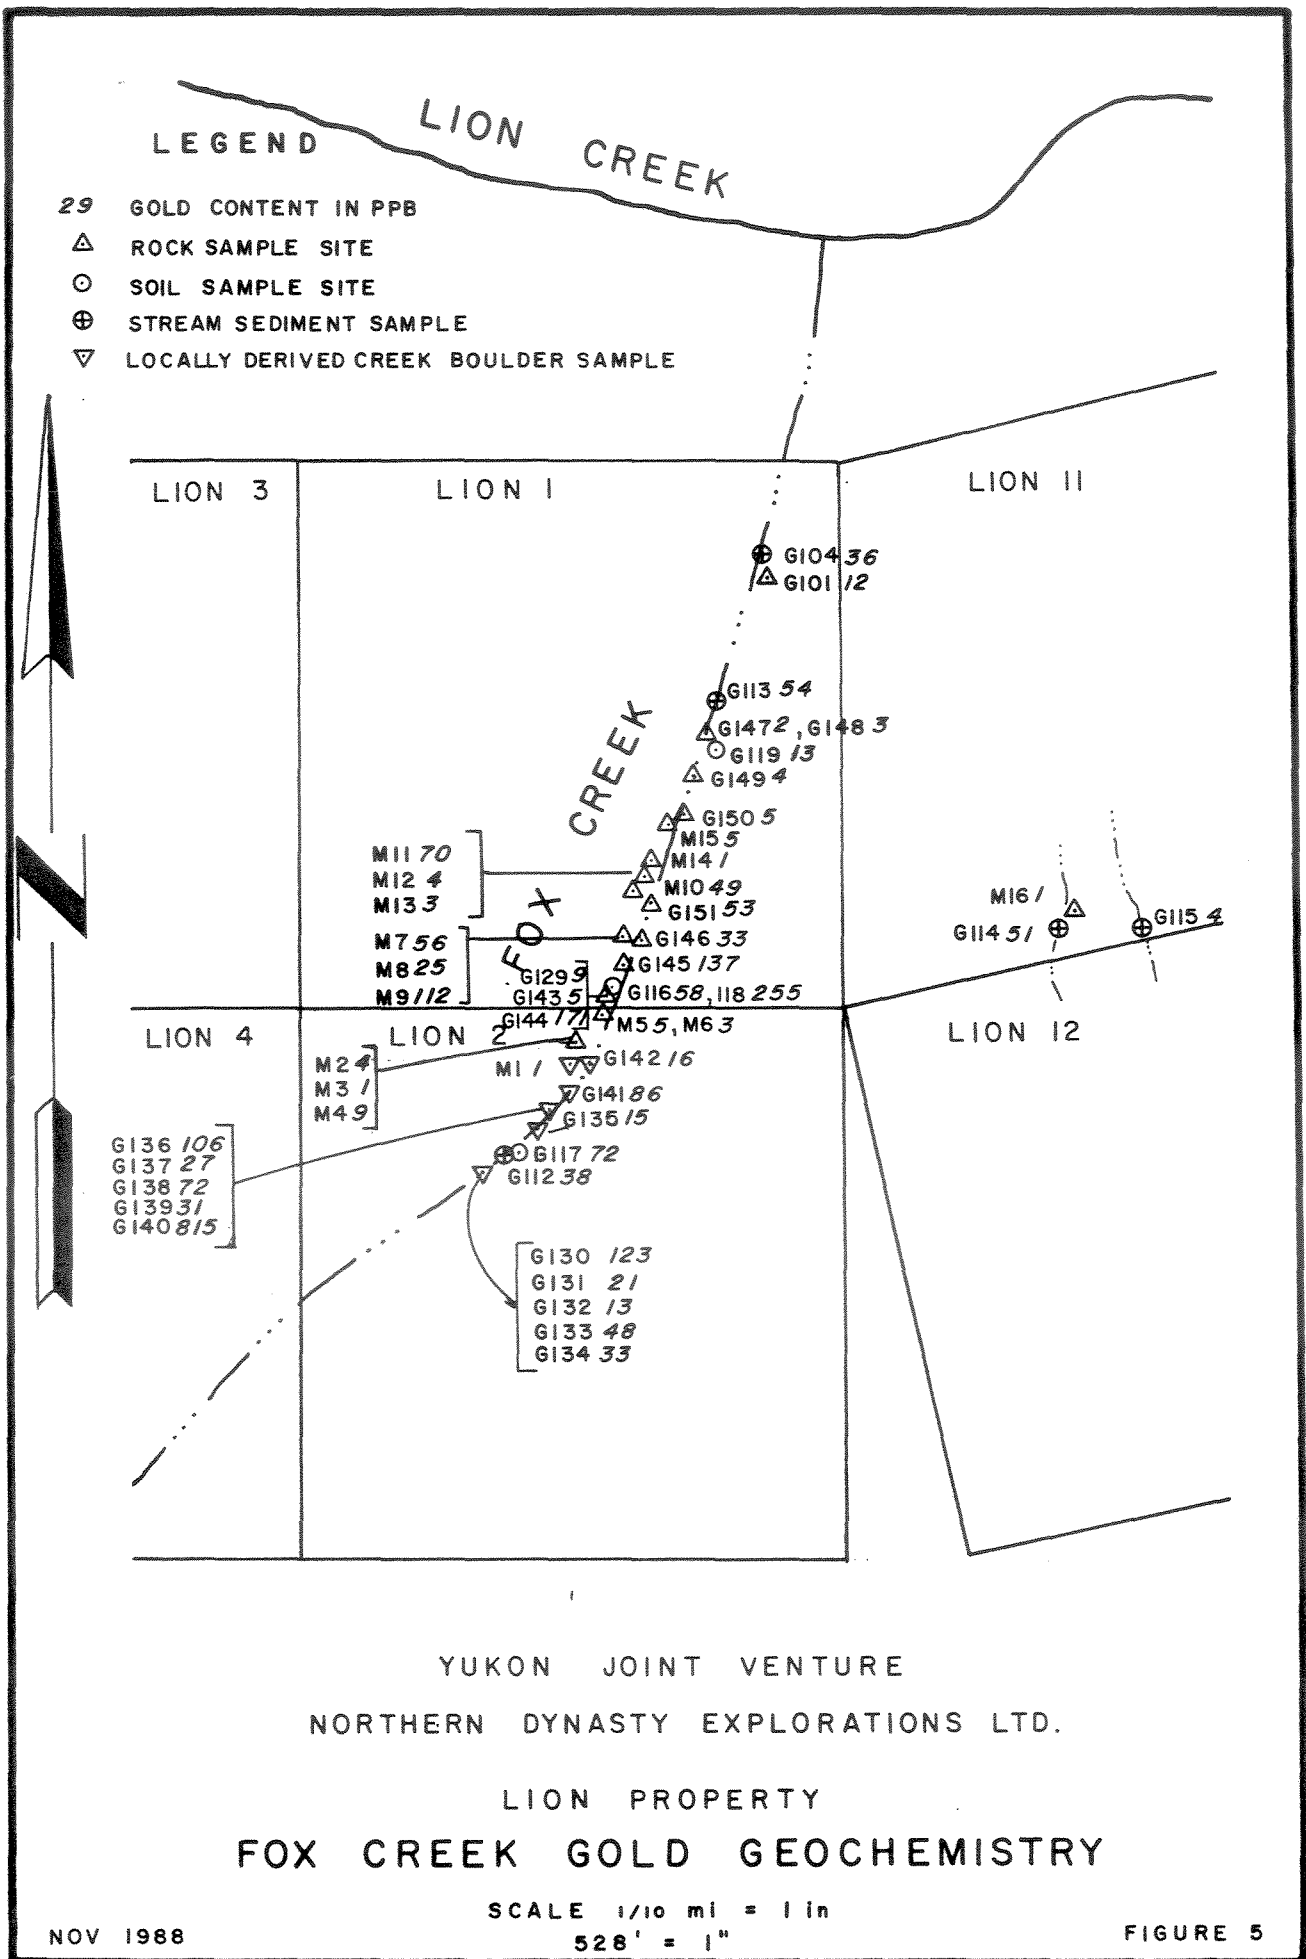 LION CREEK
LEGEND
29 GOLD CONTENT IN PPB
ROCK SAMPLE SITE
SOIL SAMPLE SITE
STREAM SEDIMENT SAMPLE
LOCALLY DERIVED CREEK BOULDER SAMPLE
LION 3
LION 1
LION 11
G104 36
G101 12
G113 54
G147 2, G148 3
G119 13
G149 4
FOX CREEK
G150 5
M15 5
M14 1
M11 70
M12 4
M13 3
M10 49
G151 53
M16 1
G114 51
G115 4
M7 56
M8 25
M9 112
G146 33
G145 137
G129 9
G143 5
G144 17
G116 58, 118 255
M5 5, M6 3
LION 4
LION 2
LION 12
N
M2 4
M3 1
M4 9
M1 1
G142 16
G141 86
G135 15
G136 106
G137 27
G138 72
G139 31
G140 815
G117 72
G112 38
G130 123
G131 21
G132 13
G133 48
G134 33
YUKON JOINT VENTURE
NORTHERN DYNASTY EXPLORATIONS LTD.
LION PROPERTY
FOX CREEK GOLD GEOCHEMISTRY
SCALE 1/10 mi = 1 in
528' = 1"
NOV 1988
FIGURE 5